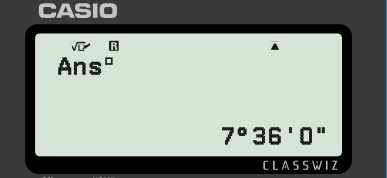 CASIO
√□/ R ▲
Ans°
7°36'0"
CLASSWIZ